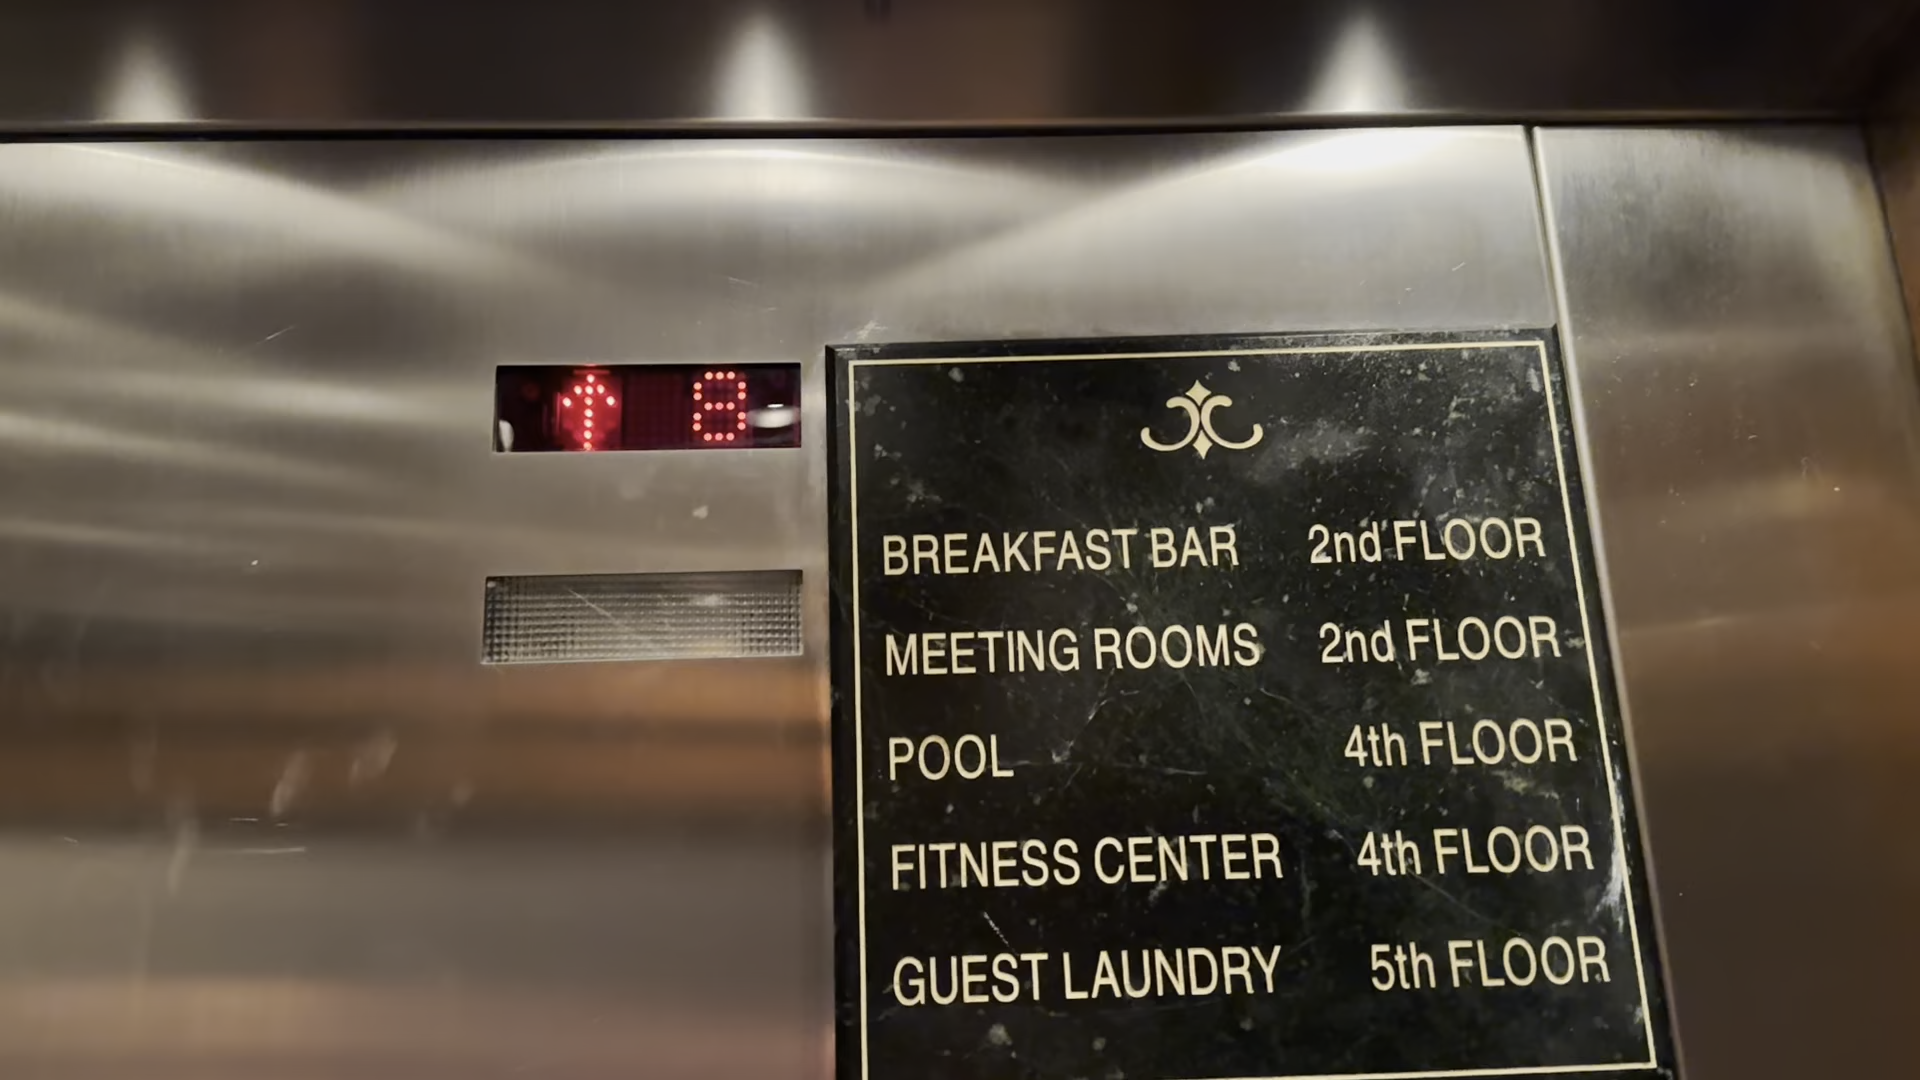 ↑ 8
BREAKFAST BAR 2nd FLOOR
MEETING ROOMS 2nd FLOOR
POOL 4th FLOOR
FITNESS CENTER 4th FLOOR
GUEST LAUNDRY 5th FLOOR